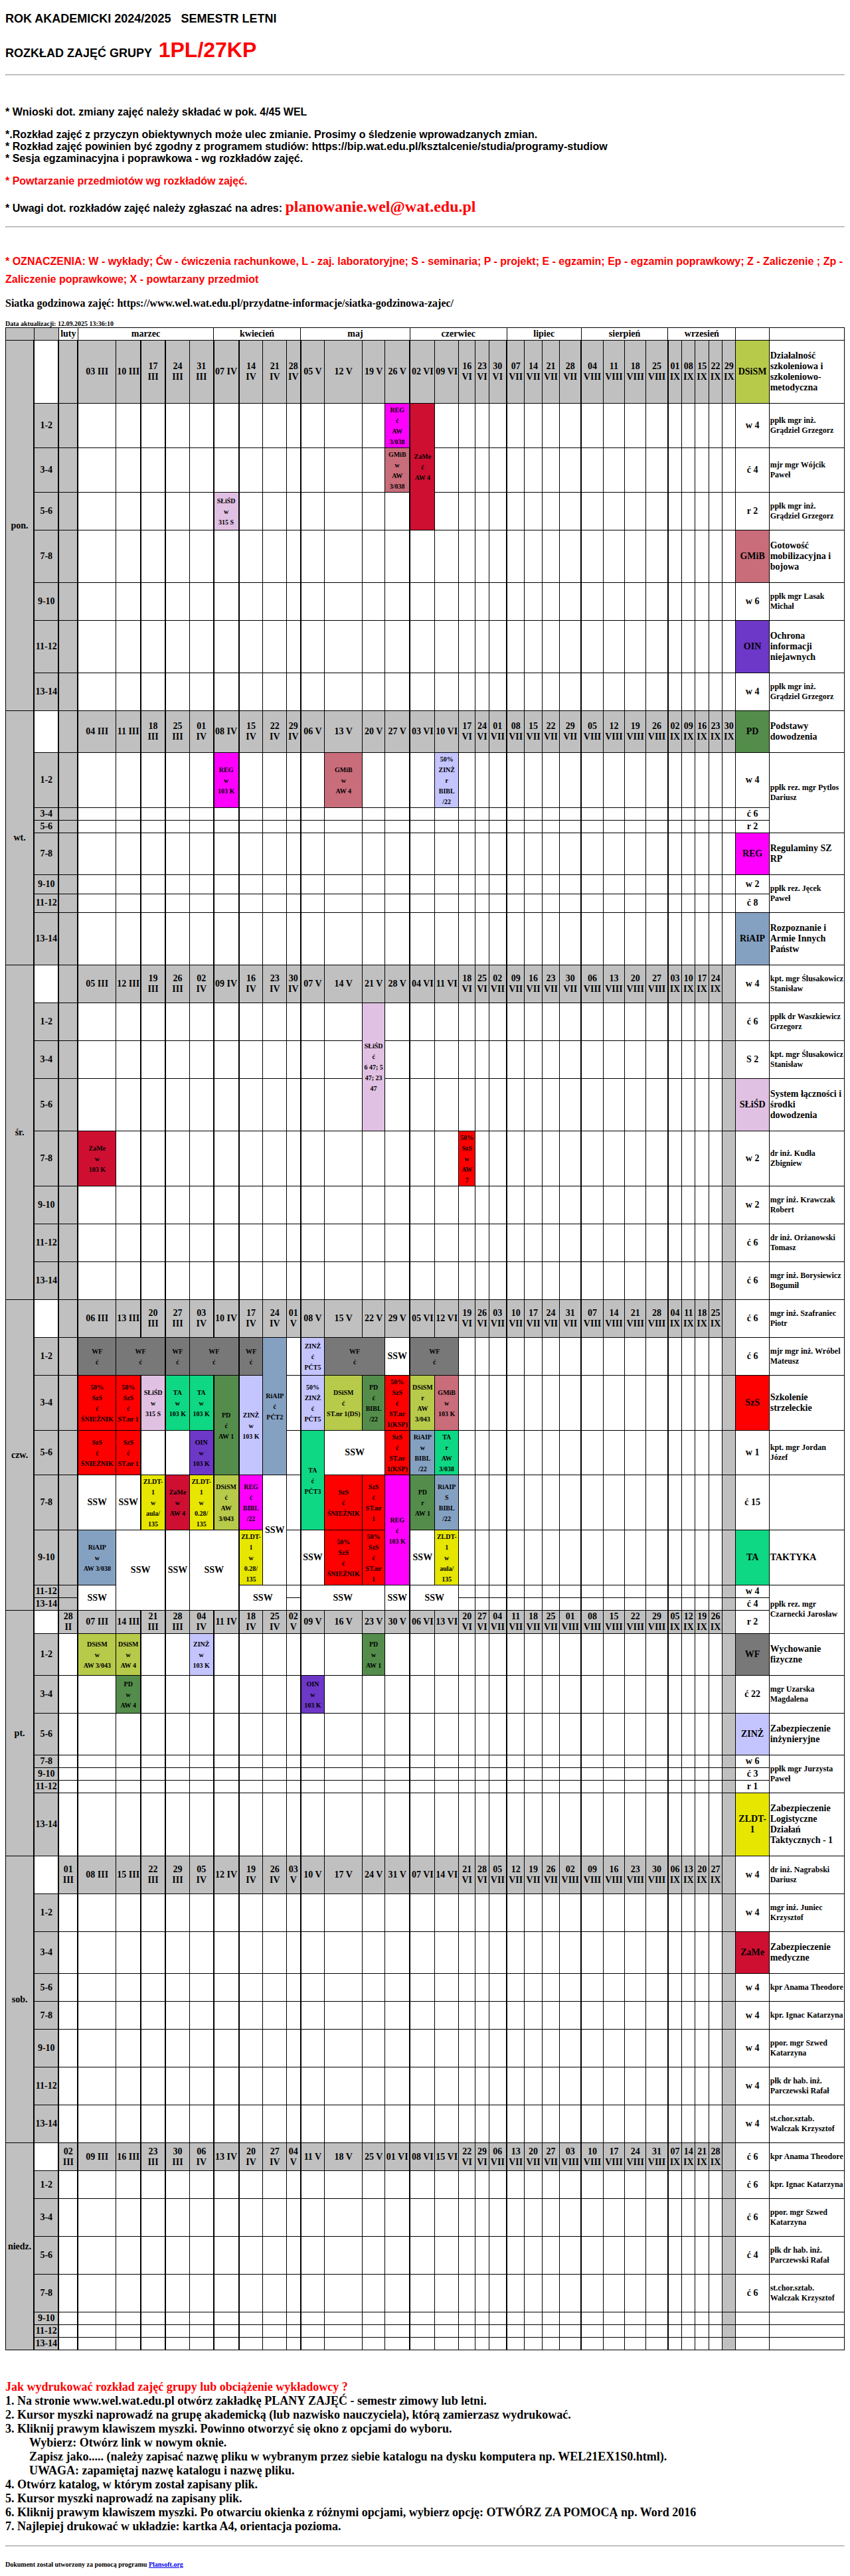 ROK AKADEMICKI 2024/2025 SEMESTR LETNI
ROZKŁAD ZAJĘĆ GRUPY 1PL/27KP
* Wnioski dot. zmiany zajęć należy składać w pok. 4/45 WEL
*.Rozkład zajęć z przyczyn obiektywnych może ulec zmianie. Prosimy o śledzenie wprowadzanych zmian.
* Rozkład zajęć powinien być zgodny z programem studiów: https://bip.wat.edu.pl/ksztalcenie/studia/programy-studiow
* Sesja egzaminacyjna i poprawkowa - wg rozkładów zajęć.
* Powtarzanie przedmiotów wg rozkładów zajęć.
* Uwagi dot. rozkładów zajęć należy zgłaszać na adres: planowanie.wel@wat.edu.pl
* OZNACZENIA: W - wykłady; Ćw - ćwiczenia rachunkowe, L - zaj. laboratoryjne; S - seminaria; P - projekt; E - egzamin; Ep - egzamin poprawkowy; Z - Zaliczenie ; Zp -
Zaliczenie poprawkowe; X - powtarzany przedmiot
Siatka godzinowa zajęć: https://www.wel.wat.edu.pl/przydatne-informacje/siatka-godzinowa-zajec/
Data aktualizacji: 12.09.2025 13:36:10
luty marzec kwiecień maj czerwiec lipiec sierpień wrzesień
pon. 03 III 10 III 17 III 24 III 31 III 07 IV 14 IV 21 IV 28 IV 05 V 12 V 19 V 26 V 02 VI 09 VI 16 VI 23 VI 30 VI 07 VII 14 VII 21 VII 28 VII 04 VIII 11 VIII 18 VIII 25 VIII 01 IX 08 IX 15 IX 22 IX 29 IX DSiSM Działalność szkoleniowa i szkoleniowo-metodyczna
1-2 REG ć AW 3/038 ZaMe ć AW 4 w 4 ppłk mgr inż. Grądziel Grzegorz
3-4 GMiB w AW 3/038 ć 4 mjr mgr Wójcik Paweł
5-6 SŁiŚD w 315 S r 2 ppłk mgr inż. Grądziel Grzegorz
7-8 GMiB Gotowość mobilizacyjna i bojowa
9-10 w 6 ppłk mgr Lasak Michał
11-12 OIN Ochrona informacji niejawnych
13-14 w 4 ppłk mgr inż. Grądziel Grzegorz
wt. 04 III 11 III 18 III 25 III 01 IV 08 IV 15 IV 22 IV 29 IV 06 V 13 V 20 V 27 V 03 VI 10 VI 17 VI 24 VI 01 VII 08 VII 15 VII 22 VII 29 VII 05 VIII 12 VIII 19 VIII 26 VIII 02 IX 09 IX 16 IX 23 IX 30 IX PD Podstawy dowodzenia
1-2 REG w 103 K GMiB w AW 4 50% ZINŻ r BIBL /22 w 4 ppłk rez. mgr Pytlos Dariusz
3-4 ć 6
5-6 r 2
7-8 REG Regulaminy SZ RP
9-10 w 2 ppłk rez. Jęcek Paweł
11-12 ć 8
13-14 RiAIP Rozpoznanie i Armie Innych Państw
śr. 05 III 12 III 19 III 26 III 02 IV 09 IV 16 IV 23 IV 30 IV 07 V 14 V 21 V 28 V 04 VI 11 VI 18 VI 25 VI 02 VII 09 VII 16 VII 23 VII 30 VII 06 VIII 13 VIII 20 VIII 27 VIII 03 IX 10 IX 17 IX 24 IX w 4 kpt. mgr Ślusakowicz Stanisław
1-2 SŁiŚD ć 6 47; 5 47; 23 47 ć 6 ppłk dr Waszkiewicz Grzegorz
3-4 S 2 kpt. mgr Ślusakowicz Stanisław
5-6 SŁiŚD System łączności i środki dowodzenia
7-8 ZaMe w 103 K 50% SzS w AW 7 w 2 dr inż. Kudła Zbigniew
9-10 w 2 mgr inż. Krawczak Robert
11-12 ć 6 dr inż. Orżanowski Tomasz
13-14 ć 6 mgr inż. Borysiewicz Bogumił
czw. 06 III 13 III 20 III 27 III 03 IV 10 IV 17 IV 24 IV 01 V 08 V 15 V 22 V 29 V 05 VI 12 VI 19 VI 26 VI 03 VII 10 VII 17 VII 24 VII 31 VII 07 VIII 14 VIII 21 VIII 28 VIII 04 IX 11 IX 18 IX 25 IX ć 6 mgr inż. Szafraniec Piotr
1-2 WF ć WF ć WF ć WF ć WF ć RiAIP ć PĆT2 ZINŻ ć PĆT5 WF ć SSW WF ć ć 6 mjr mgr inż. Wróbel Mateusz
3-4 50% SzS ć ŚNIEŻNIK 50% SzS ć ST.nr 1 SŁiŚD w 315 S TA w 103 K TA w 103 K PD ć AW 1 ZINŻ w 103 K 50% ZINŻ ć PĆT5 DSiSM ć ST.nr 1(DS) PD ć BIBL /22 50% SzS ć ST.nr 1(KSP) DSiSM r AW 3/043 GMiB w 103 K SzS Szkolenie strzeleckie
5-6 SzS ć ŚNIEŻNIK SzS ć ST.nr 1 OIN w 103 K TA ć PĆT3 SSW SzS ć ST.nr 1(KSP) RiAIP w BIBL /22 TA r AW 3/038 w 1 kpt. mgr Jordan Józef
7-8 SSW SSW ZLDT-1 w aula/ 135 ZaMe w AW 4 ZLDT-1 w 0.28/ 135 DSiSM ć AW 3/043 REG ć BIBL /22 SSW SzS ć ŚNIEŻNIK SzS ć ST.nr 1 REG ć 103 K PD r AW 1 RiAIP S BIBL /22 ć 15
9-10 RiAIP w AW 3/038 SSW SSW SSW ZLDT-1 w 0.28/ 135 SSW 50% SzS ć ŚNIEŻNIK 50% SzS ć ST.nr 1 SSW ZLDT-1 w aula/ 135 TA TAKTYKA
11-12 SSW SSW SSW SSW SSW w 4 ppłk rez. mgr Czarnecki Jarosław
13-14 ć 4
pt. 28 II 07 III 14 III 21 III 28 III 04 IV 11 IV 18 IV 25 IV 02 V 09 V 16 V 23 V 30 V 06 VI 13 VI 20 VI 27 VI 04 VII 11 VII 18 VII 25 VII 01 VIII 08 VIII 15 VIII 22 VIII 29 VIII 05 IX 12 IX 19 IX 26 IX r 2
1-2 DSiSM w AW 3/043 DSiSM w AW 4 ZINŻ w 103 K PD w AW 1 WF Wychowanie fizyczne
3-4 PD w AW 4 OIN w 103 K ć 22 mgr Uzarska Magdalena
5-6 ZINŻ Zabezpieczenie inżynieryjne
7-8 w 6 ppłk mgr Jurzysta Paweł
9-10 ć 3
11-12 r 1
13-14 ZLDT-1 Zabezpieczenie Logistyczne Działań Taktycznych - 1
sob. 01 III 08 III 15 III 22 III 29 III 05 IV 12 IV 19 IV 26 IV 03 V 10 V 17 V 24 V 31 V 07 VI 14 VI 21 VI 28 VI 05 VII 12 VII 19 VII 26 VII 02 VIII 09 VIII 16 VIII 23 VIII 30 VIII 06 IX 13 IX 20 IX 27 IX w 4 dr inż. Nagrabski Dariusz
1-2 w 4 mgr inż. Juniec Krzysztof
3-4 ZaMe Zabezpieczenie medyczne
5-6 w 4 kpr Anama Theodore
7-8 w 4 kpr. Ignac Katarzyna
9-10 w 4 ppor. mgr Szwed Katarzyna
11-12 w 4 płk dr hab. inż. Parczewski Rafał
13-14 w 4 st.chor.sztab. Walczak Krzysztof
niedz. 02 III 09 III 16 III 23 III 30 III 06 IV 13 IV 20 IV 27 IV 04 V 11 V 18 V 25 V 01 VI 08 VI 15 VI 22 VI 29 VI 06 VII 13 VII 20 VII 27 VII 03 VIII 10 VIII 17 VIII 24 VIII 31 VIII 07 IX 14 IX 21 IX 28 IX ć 6 kpr Anama Theodore
1-2 ć 6 kpr. Ignac Katarzyna
3-4 ć 6 ppor. mgr Szwed Katarzyna
5-6 ć 4 płk dr hab. inż. Parczewski Rafał
7-8 ć 6 st.chor.sztab. Walczak Krzysztof
9-10
11-12
13-14
Jak wydrukować rozkład zajęć grupy lub obciążenie wykładowcy ?
1. Na stronie www.wel.wat.edu.pl otwórz zakładkę PLANY ZAJĘĆ - semestr zimowy lub letni.
2. Kursor myszki naprowadź na grupę akademicką (lub nazwisko nauczyciela), którą zamierzasz wydrukować.
3. Kliknij prawym klawiszem myszki. Powinno otworzyć się okno z opcjami do wyboru.
Wybierz: Otwórz link w nowym oknie.
Zapisz jako..... (należy zapisać nazwę pliku w wybranym przez siebie katalogu na dysku komputera np. WEL21EX1S0.html).
UWAGA: zapamiętaj nazwę katalogu i nazwę pliku.
4. Otwórz katalog, w którym został zapisany plik.
5. Kursor myszki naprowadź na zapisany plik.
6. Kliknij prawym klawiszem myszki. Po otwarciu okienka z różnymi opcjami, wybierz opcję: OTWÓRZ ZA POMOCĄ np. Word 2016
7. Najlepiej drukować w układzie: kartka A4, orientacja pozioma.
Dokument został utworzony za pomocą programu Plansoft.org